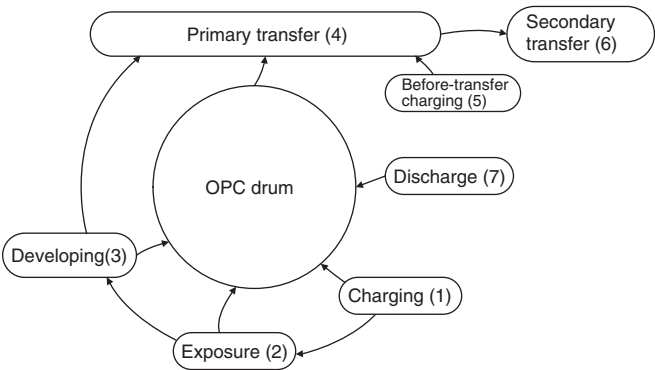 Primary transfer (4)
Secondary
transfer (6)
Before-transfer
charging (5)
OPC drum
Discharge (7)
Developing(3)
Charging (1)
Exposure (2)